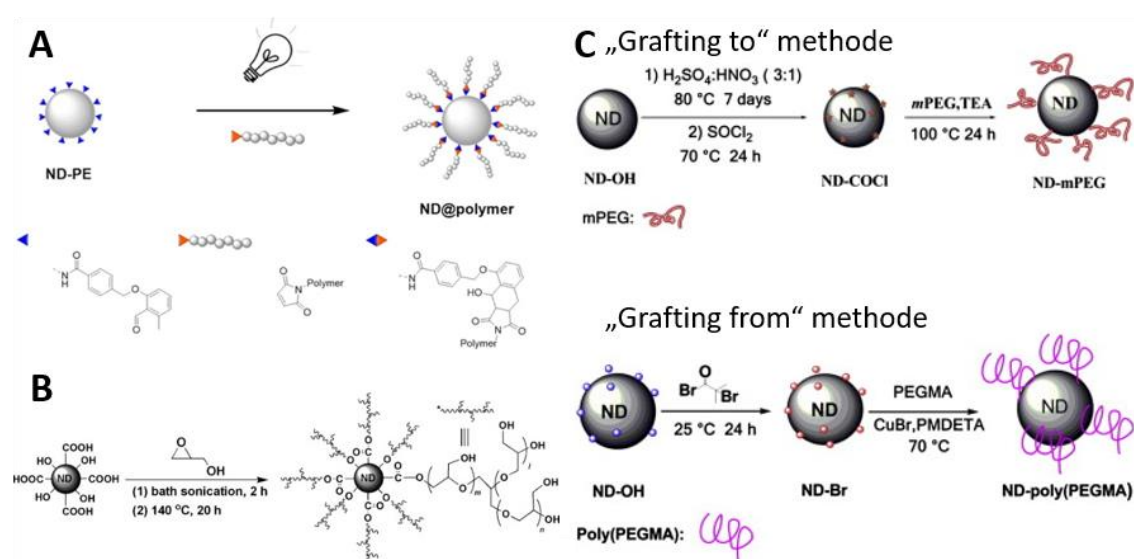 A
ND-PE
ND@polymer
O
N
H
O
O
O
N
O
Polymer
O
N
H
O
HO
O
N
O
Polymer
B
COOH
HO
OH
COOH
HOOC
ND
COOH
HO
OH
COOH
O
OH
(1) bath sonication, 2 h
(2) 140 °C, 20 h
ND
C „Grafting to“ methode
1) H₂SO₄:HNO₃ ( 3:1)
80 °C 7 days
2) SOCl₂
70 °C 24 h
mPEG,TEA
100 °C 24 h
ND
ND
ND
ND-OH
ND-COCl
ND-mPEG
mPEG:
„Grafting from“ methode
Br
O
Br
25 °C 24 h
PEGMA
CuBr,PMDETA
70 °C
ND
ND
ND
ND-OH
ND-Br
ND-poly(PEGMA)
Poly(PEGMA):